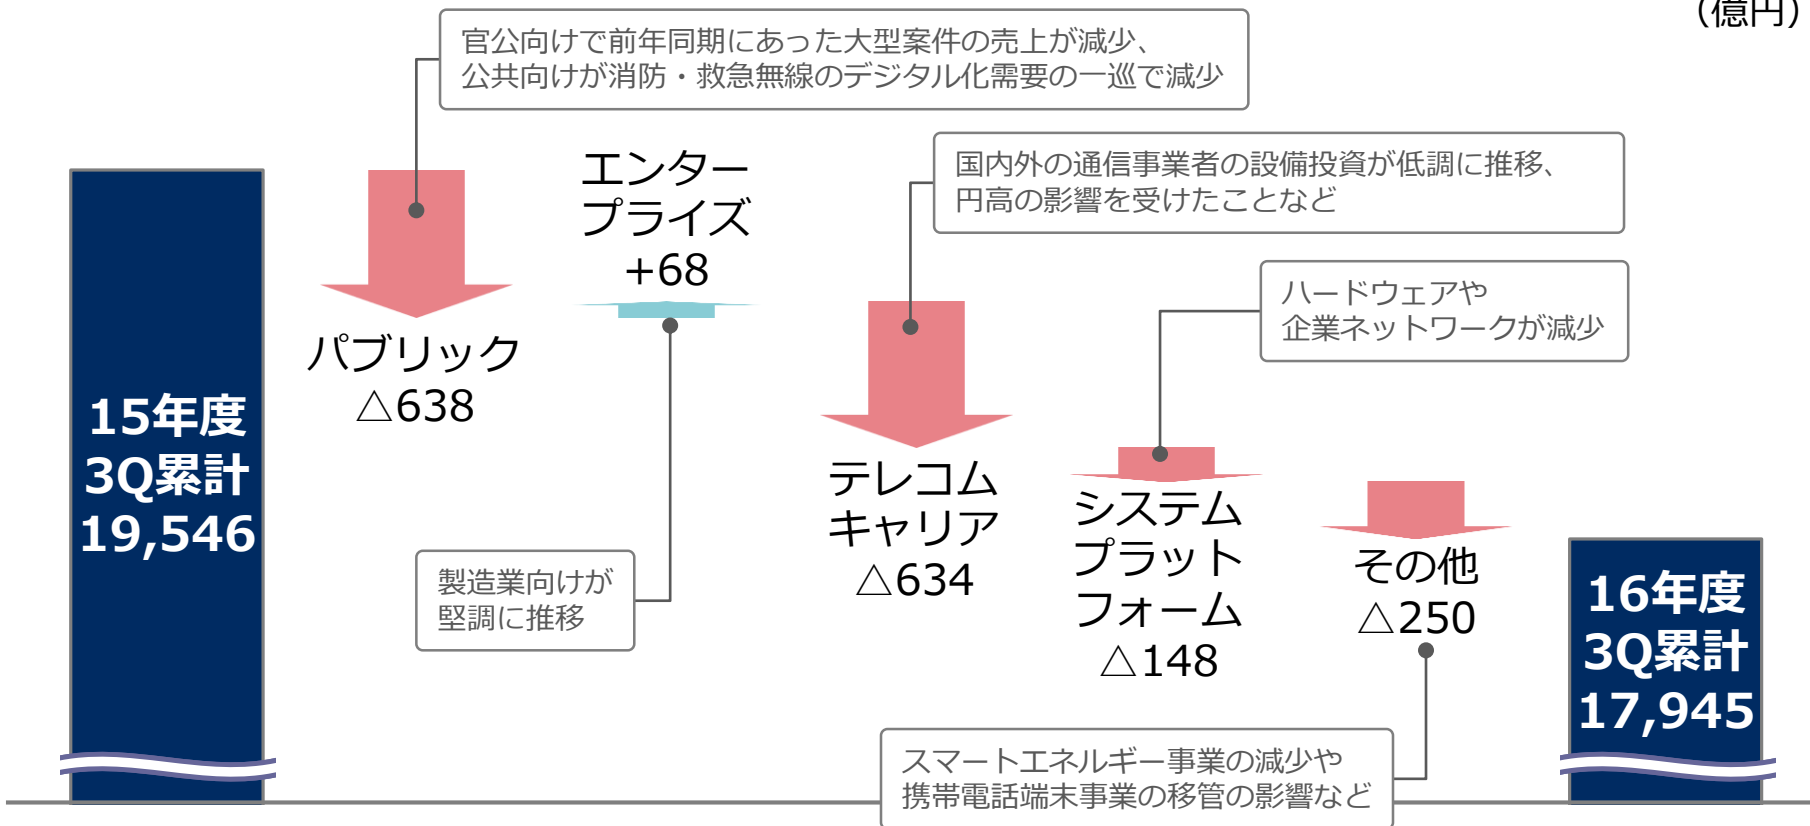 (億円)
官公向けで前年同期にあった大型案件の売上が減少、
公共向けが消防・救急無線のデジタル化需要の一巡で減少
15年度
3Q累計
19,546
パブリック
△638
エンター
プライズ
+68
製造業向けが
堅調に推移
国内外の通信事業者の設備投資が低調に推移、
円高の影響を受けたことなど
テレコム
キャリア
△634
ハードウェアや
企業ネットワークが減少
システム
プラット
フォーム
△148
その他
△250
スマートエネルギー事業の減少や
携帯電話端末事業の移管の影響など
16年度
3Q累計
17,945